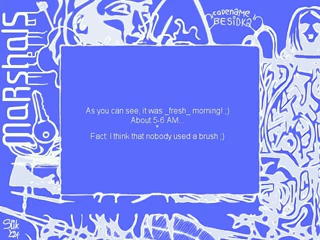 MaRshals
CODENAME
BESIDKA
As you can see, it was _fresh_ morning! ;)
About 5-6 AM...
*
Fact: I think that nobody used a brush ;)